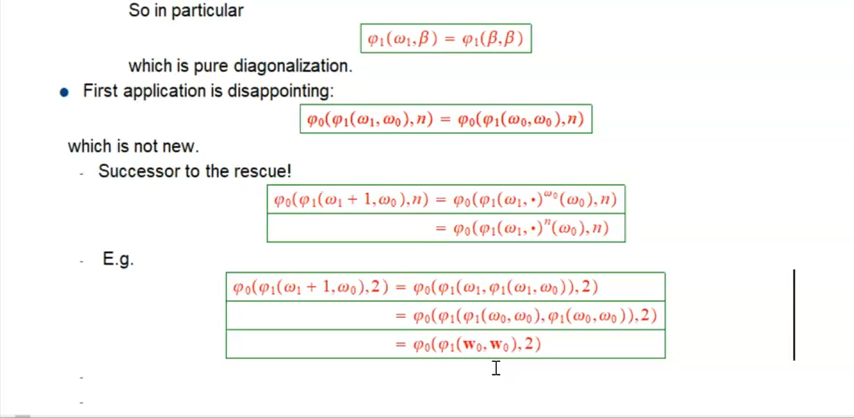 So in particular
φ₁(ω₁,β) = φ₁(β,β)
which is pure diagonalization.
● First application is disappointing:
φ₀(φ₁(ω₁,ω₀),n) = φ₀(φ₁(ω₀,ω₀),n)
which is not new.
- Successor to the rescue!
φ₀(φ₁(ω₁ + 1,ω₀),n) = φ₀(φ₁(ω₁,•)^ω₀(ω₀),n)
= φ₀(φ₁(ω₁,•)ⁿ(ω₀),n)
- E.g.
φ₀(φ₁(ω₁ + 1,ω₀),2) = φ₀(φ₁(ω₁,φ₁(ω₁,ω₀)),2)
= φ₀(φ₁(φ₁(ω₀,ω₀),φ₁(ω₀,ω₀)),2)
= φ₀(φ₁(w₀,w₀),2)
-
-